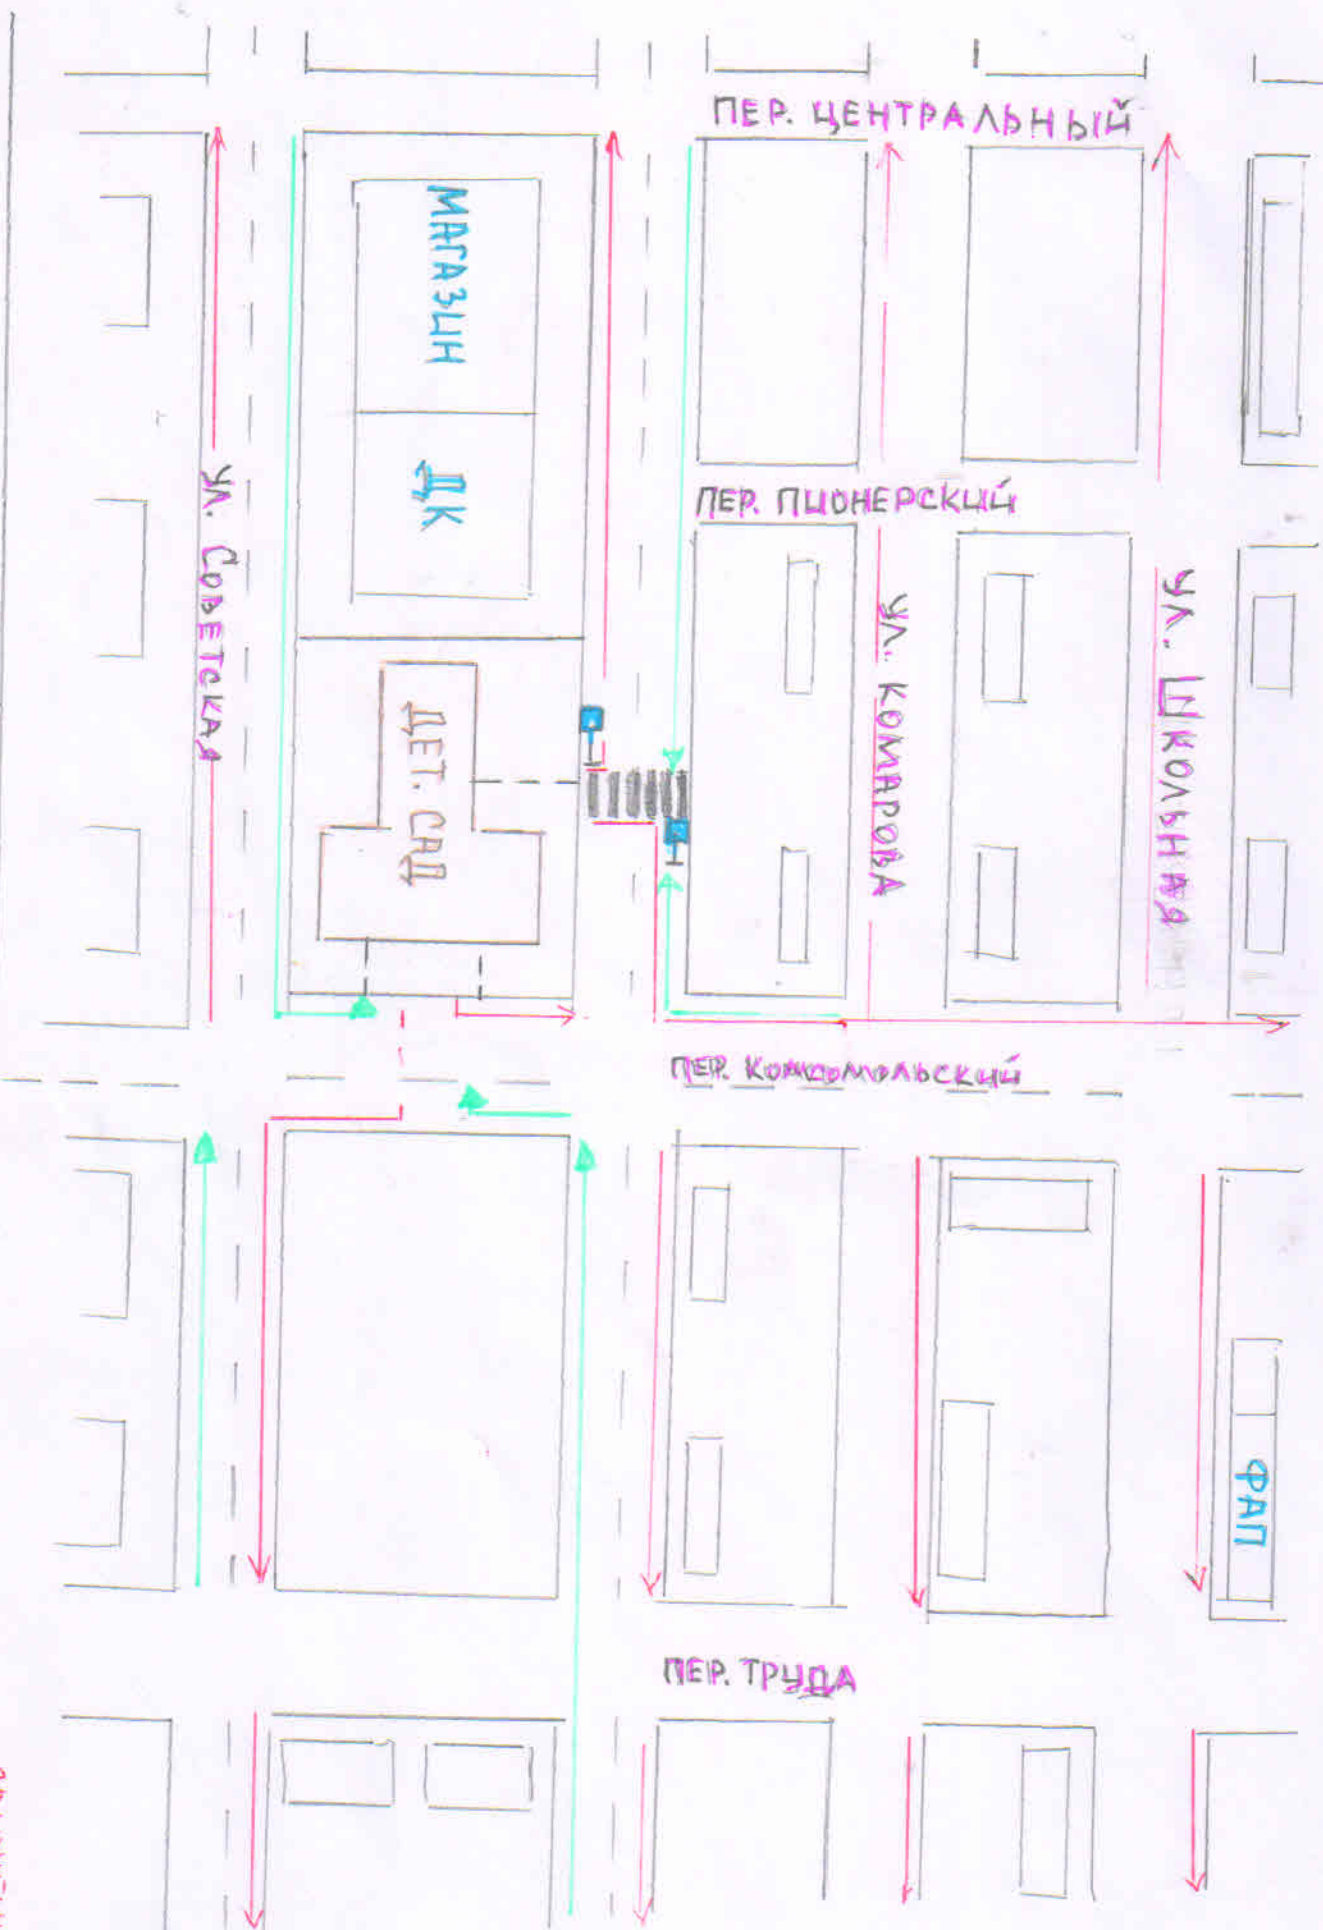 ПЕР. ЦЕНТРАЛЬНЫЙ
МАГАЗИН
ДК
ПЕР. ПИОНЕРСКИЙ
УЛ. СОВЕТСКАЯ
УЛ. КОМАРОВА
УЛ. ШКОЛЬНАЯ
ДЕТ. САД
ПЕР. КОМСОМОЛЬСКИЙ
ФАП
ПЕР. ТРУДА